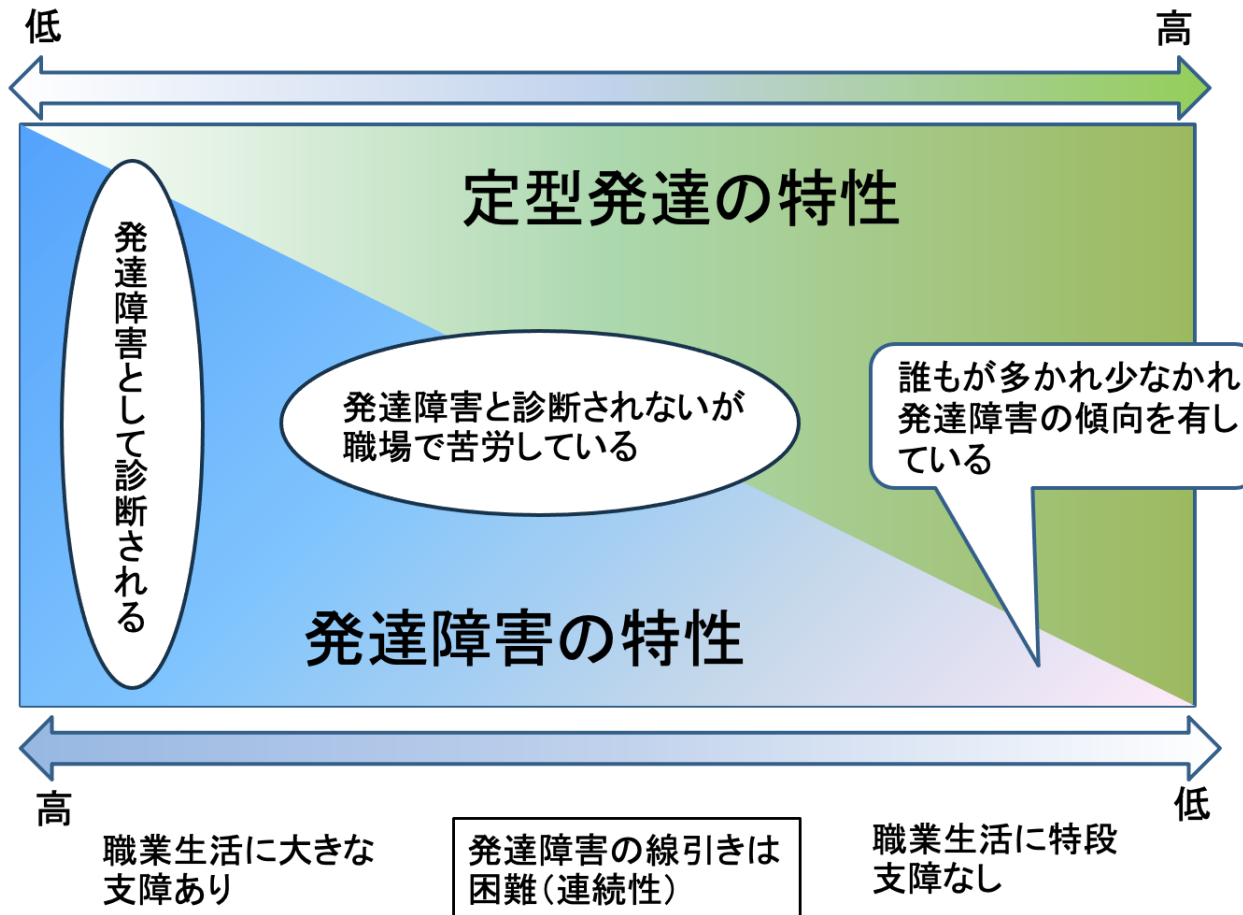 低
高
定型発達の特性
発達障害として診断される
発達障害と診断されないが
職場で苦労している
誰もが多かれ少なかれ
発達障害の傾向を有し
ている
発達障害の特性
高
低
職業生活に大きな
支障あり
発達障害の線引きは
困難(連続性)
職業生活に特段
支障なし